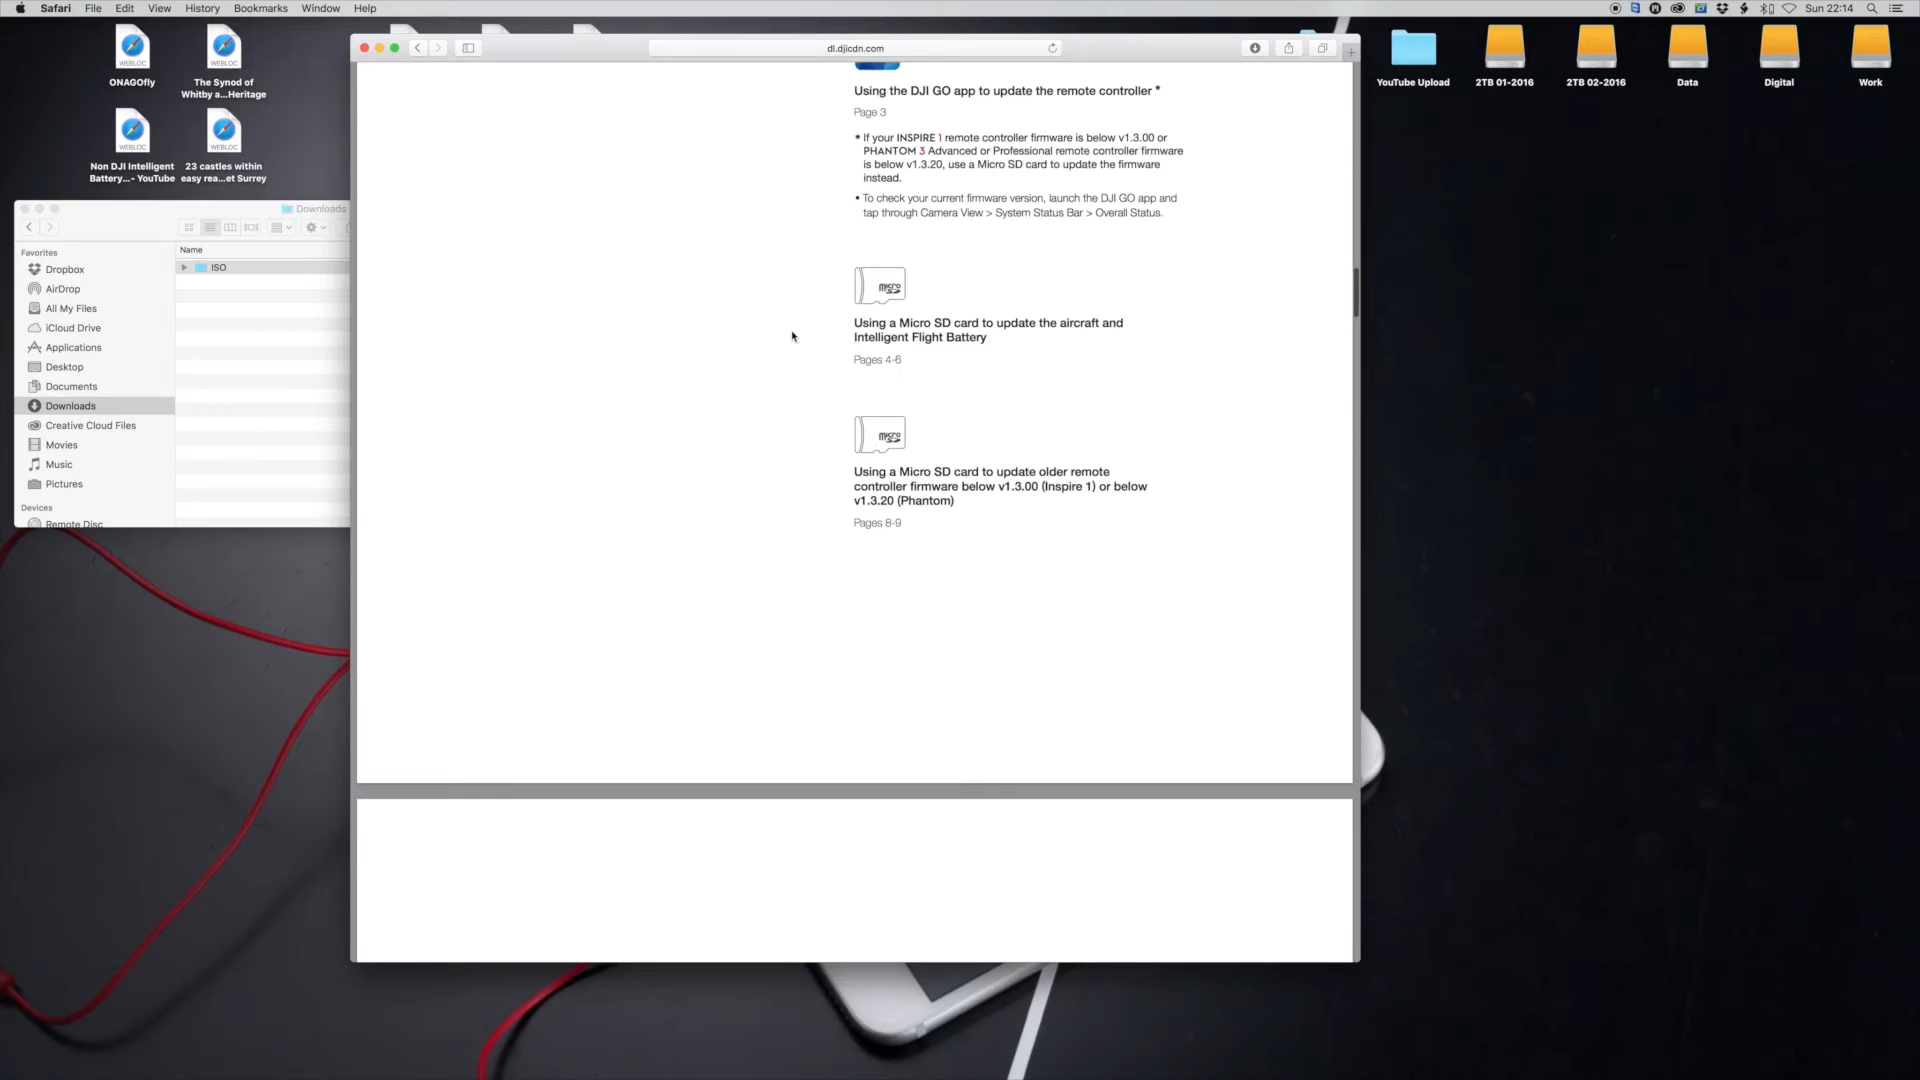 Safari File Edit View History Bookmarks Window Help
Sun 22:14
WEBLOC
WEBLOC
ONAGOfly
The Synod of
Whitby a...Heritage
WEBLOC
WEBLOC
Non DJI Intelligent
Battery...- YouTube
23 castles within
easy rea...et Surrey
YouTube Upload
2TB 01-2016
2TB 02-2016
Data
Digital
Work
Downloads
Favorites
Dropbox
AirDrop
All My Files
iCloud Drive
Applications
Desktop
Documents
Downloads
Creative Cloud Files
Movies
Music
Pictures
Devices
Remote Disc
Name
ISO
dl.djicdn.com
Using the DJI GO app to update the remote controller *
Page 3
* If your INSPIRE 1 remote controller firmware is below v1.3.00 or
PHANTOM 3 Advanced or Professional remote controller firmware
is below v1.3.20, use a Micro SD card to update the firmware
instead.
• To check your current firmware version, launch the DJI GO app and
tap through Camera View > System Status Bar > Overall Status.
micro
Using a Micro SD card to update the aircraft and
Intelligent Flight Battery
Pages 4-6
micro
Using a Micro SD card to update older remote
controller firmware below v1.3.00 (Inspire 1) or below
v1.3.20 (Phantom)
Pages 8-9